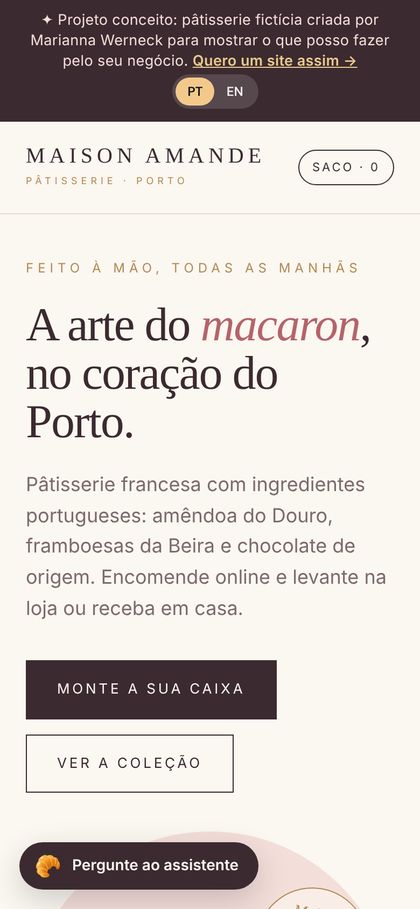 ✦ Projeto conceito: pâtisserie fictícia criada por
Marianna Werneck para mostrar o que posso fazer
pelo seu negócio. Quero um site assim →
PT EN
MAISON AMANDE
PÂTISSERIE · PORTO
SACO · 0
FEITO À MÃO, TODAS AS MANHÃS
A arte do macaron,
no coração do
Porto.
Pâtisserie francesa com ingredientes
portugueses: amêndoa do Douro,
framboesas da Beira e chocolate de
origem. Encomende online e levante na
loja ou receba em casa.
MONTE A SUA CAIXA
VER A COLEÇÃO
Pergunte ao assistente